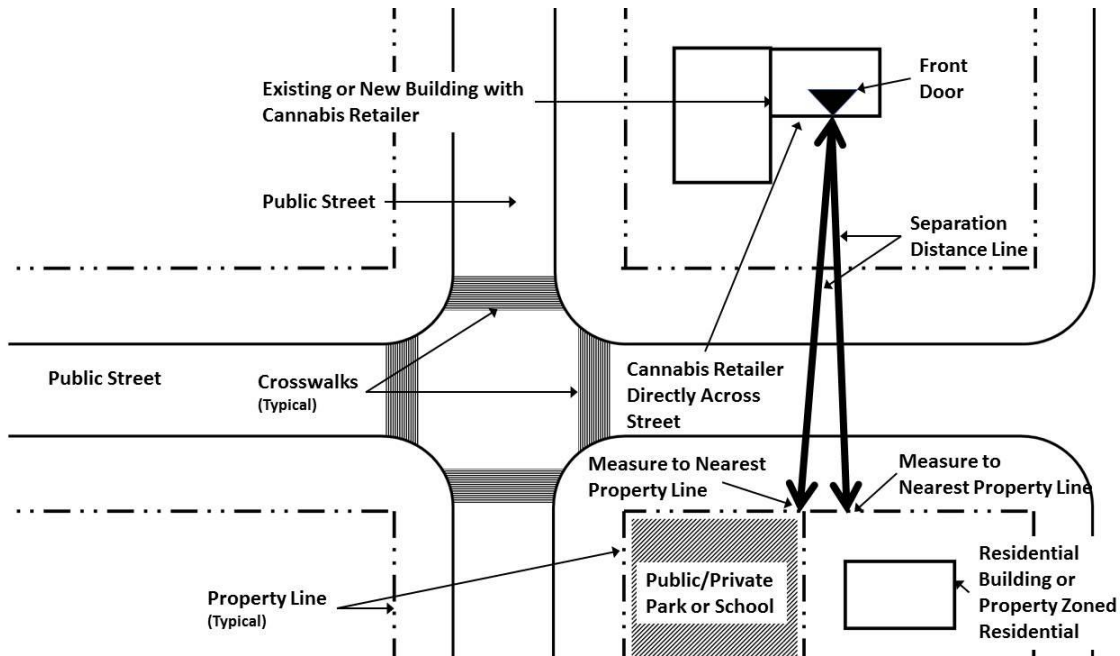 Existing or New Building with
Cannabis Retailer
Front
Door
Public Street
Separation
Distance Line
Public Street
Crosswalks
(Typical)
Cannabis Retailer
Directly Across
Street
Measure to Nearest
Property Line
Measure to
Nearest Property Line
Property Line
(Typical)
Public/Private
Park or School
Residential
Building or
Property Zoned
Residential